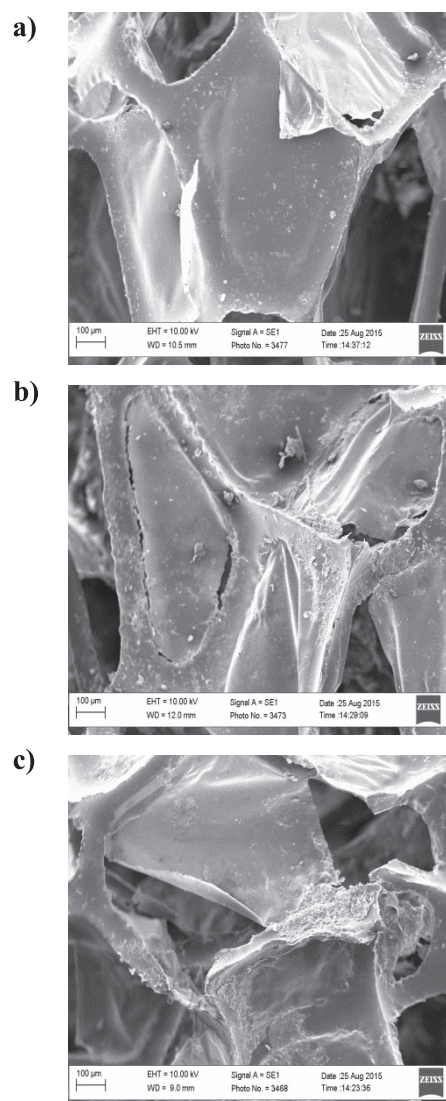 a)
100 µm EHT = 10.00 kV Signal A = SE1 Date :25 Aug 2015 ZEISS
WD = 10.5 mm Photo No. = 3477 Time :14:37:12
b)
100 µm EHT = 10.00 kV Signal A = SE1 Date :25 Aug 2015 ZEISS
WD = 12.0 mm Photo No. = 3473 Time :14:29:09
c)
100 µm EHT = 10.00 kV Signal A = SE1 Date :25 Aug 2015 ZEISS
WD = 9.0 mm Photo No. = 3468 Time :14:23:36